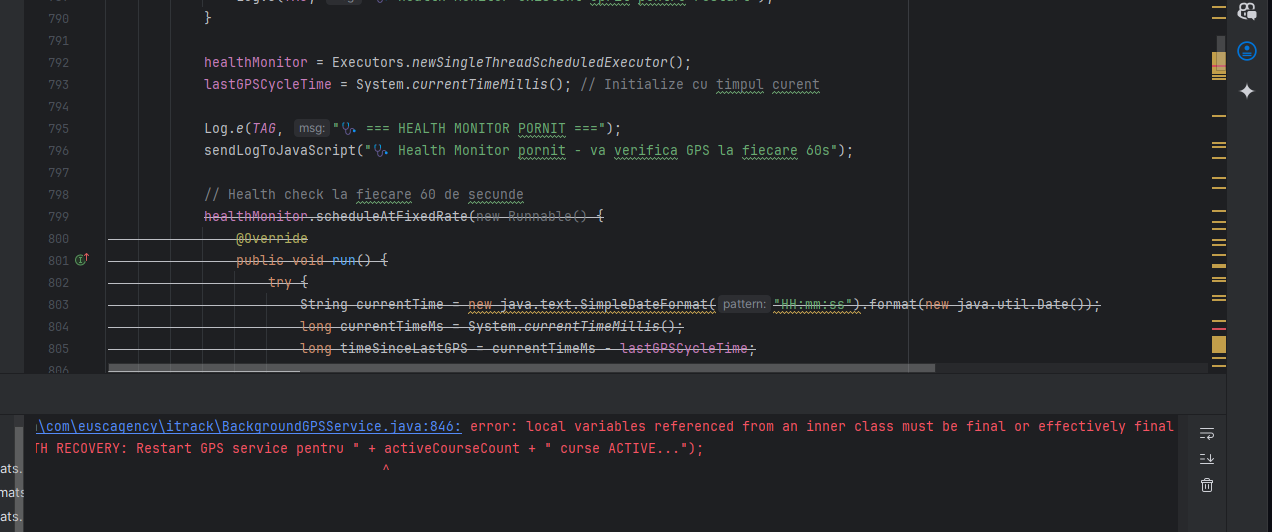 790 }
791
792 healthMonitor = Executors.newSingleThreadScheduledExecutor();
793 lastGPSCycleTime = System.currentTimeMillis(); // Initialize cu timpul curent
794
795 Log.e(TAG, msg: "🩺 === HEALTH MONITOR PORNIT ===");
796 sendLogToJavaScript("🩺 Health Monitor pornit - va verifica GPS la fiecare 60s");
797
798 // Health check la fiecare 60 de secunde
799 healthMonitor.scheduleAtFixedRate(new Runnable() {
800 @Override
801 public void run() {
802 try {
803 String currentTime = new java.text.SimpleDateFormat( pattern: "HH:mm:ss").format(new java.util.Date());
804 long currentTimeMs = System.currentTimeMillis();
805 long timeSinceLastGPS = currentTimeMs - lastGPSCycleTime;
806
\com\euscagency\itrack\BackgroundGPSService.java:846: error: local variables referenced from an inner class must be final or effectively final
TH RECOVERY: Restart GPS service pentru " + activeCourseCount + " curse ACTIVE...");
^
ats.
mats
ats.